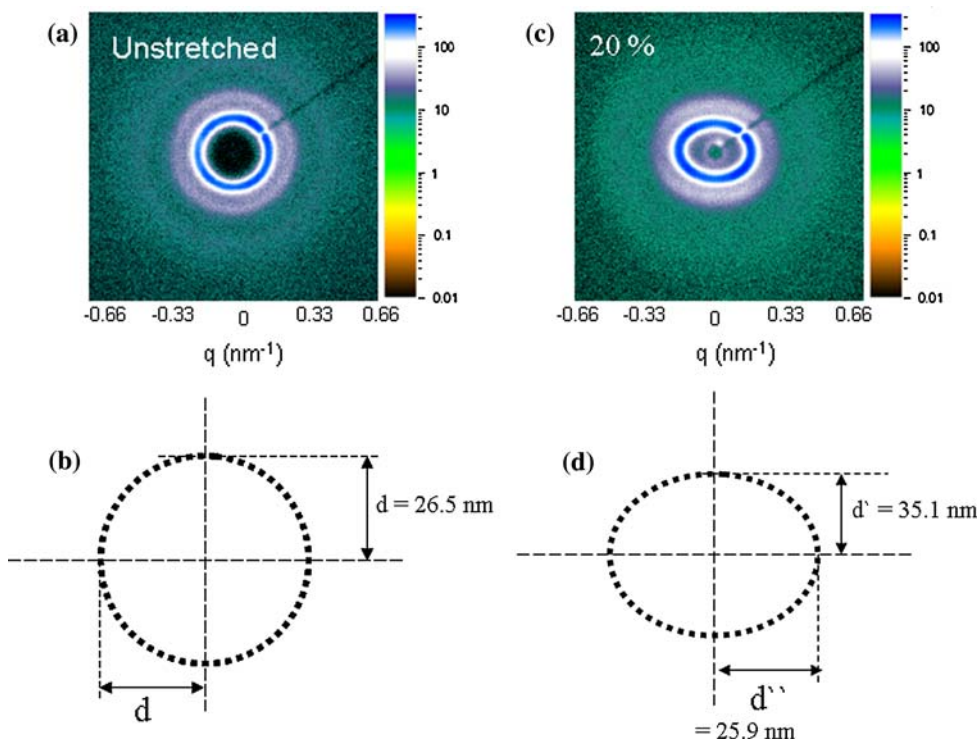 (a)
Unstretched
100
10
1
0.1
0.01
-0.66 -0.33 0 0.33 0.66
q (nm⁻¹)
(c)
20 %
100
10
1
0.1
0.01
-0.66 -0.33 0 0.33 0.66
q (nm⁻¹)
(b)
d = 26.5 nm
d
(d)
d` = 35.1 nm
d``
= 25.9 nm